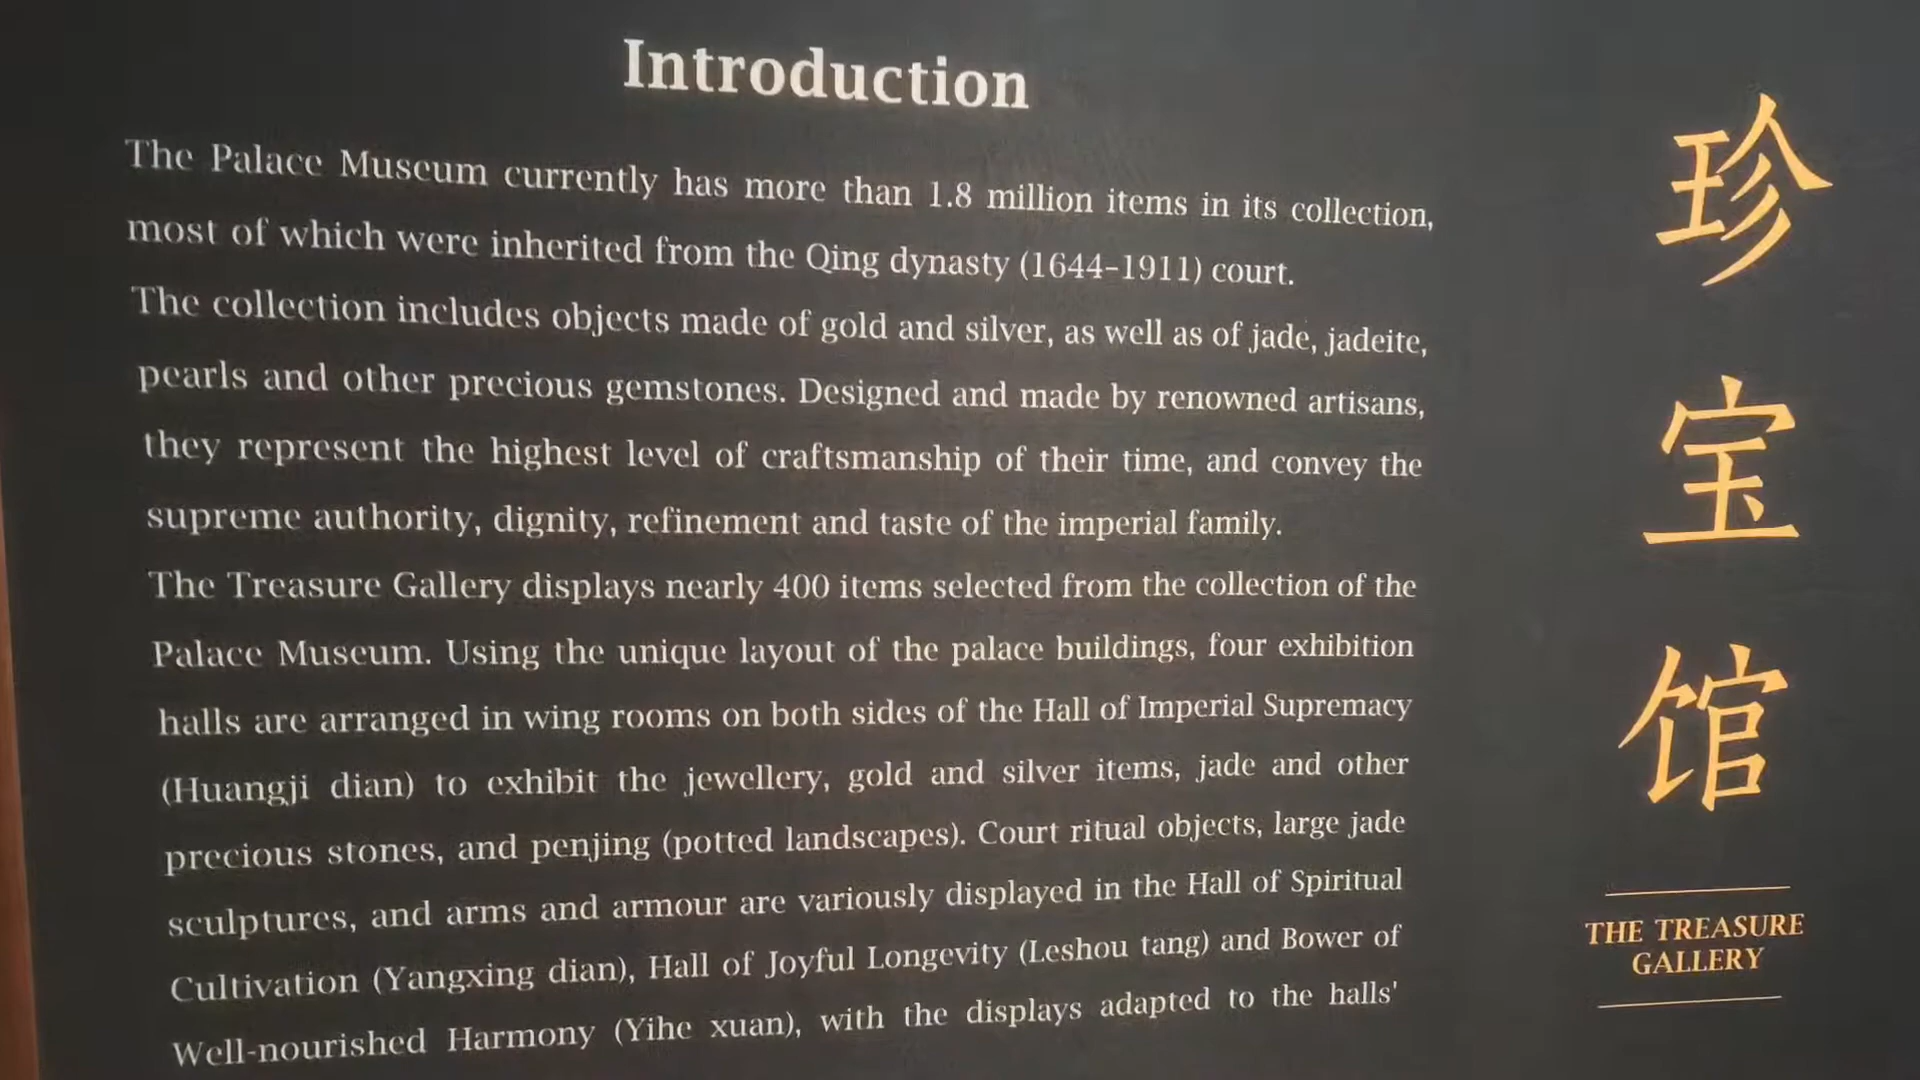 Introduction
The Palace Museum currently has more than 1.8 million items in its collection,
most of which were inherited from the Qing dynasty (1644–1911) court.
The collection includes objects made of gold and silver, as well as of jade, jadeite,
pearls and other precious gemstones. Designed and made by renowned artisans,
they represent the highest level of craftsmanship of their time, and convey the
supreme authority, dignity, refinement and taste of the imperial family.
The Treasure Gallery displays nearly 400 items selected from the collection of the
Palace Museum. Using the unique layout of the palace buildings, four exhibition
halls are arranged in wing rooms on both sides of the Hall of Imperial Supremacy
(Huangji dian) to exhibit the jewellery, gold and silver items, jade and other
precious stones, and penjing (potted landscapes). Court ritual objects, large jade
sculptures, and arms and armour are variously displayed in the Hall of Spiritual
Cultivation (Yangxing dian), Hall of Joyful Longevity (Leshou tang) and Bower of
Well-nourished Harmony (Yihe xuan), with the displays adapted to the halls'
珍宝馆
THE TREASURE
GALLERY